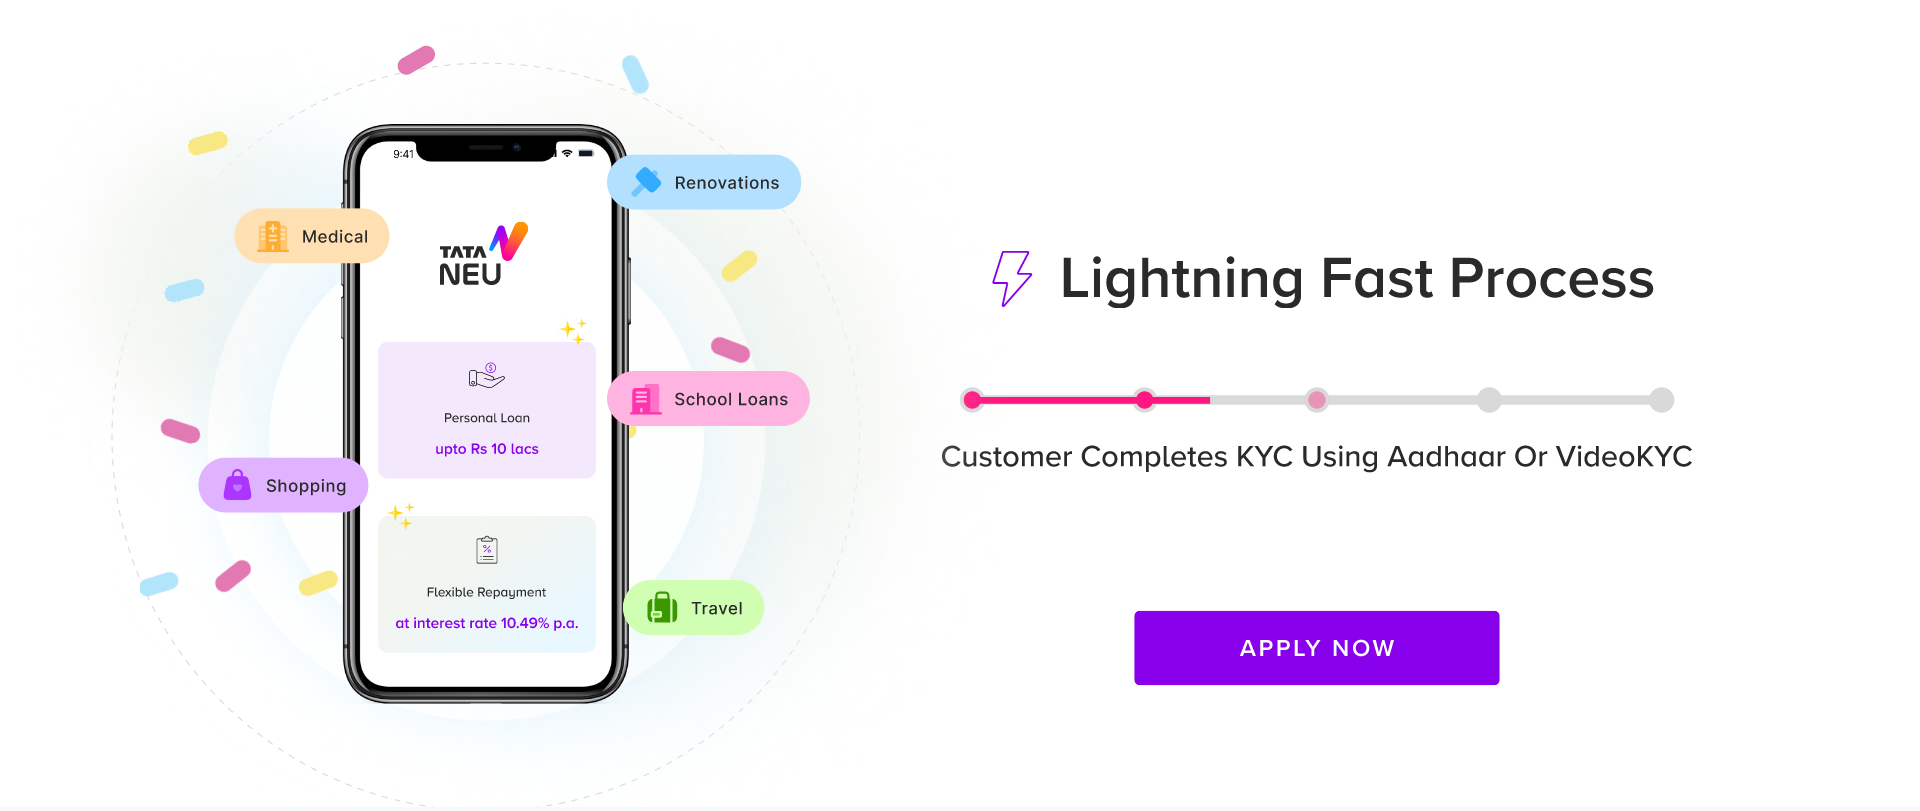 9:41
Renovations
Medical
TATA
NEU
Personal Loan
upto Rs 10 lacs
School Loans
Shopping
Flexible Repayment
at interest rate 10.49% p.a.
Travel
Lightning Fast Process
Customer Completes KYC Using Aadhaar Or VideoKYC
APPLY NOW